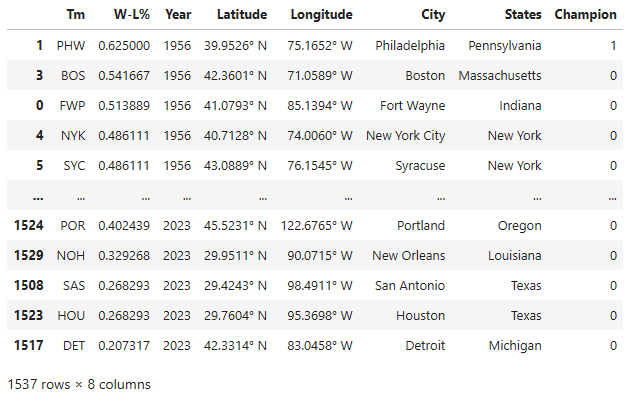 Tm W-L% Year Latitude Longitude City States Champion
1 PHW 0.625000 1956 39.9526° N 75.1652° W Philadelphia Pennsylvania 1
3 BOS 0.541667 1956 42.3601° N 71.0589° W Boston Massachusetts 0
0 FWP 0.513889 1956 41.0793° N 85.1394° W Fort Wayne Indiana 0
4 NYK 0.486111 1956 40.7128° N 74.0060° W New York City New York 0
5 SYC 0.486111 1956 43.0889° N 76.1545° W Syracuse New York 0
... ... ... ... ... ... ... ... ...
1524 POR 0.402439 2023 45.5231° N 122.6765° W Portland Oregon 0
1529 NOH 0.329268 2023 29.9511° N 90.0715° W New Orleans Louisiana 0
1508 SAS 0.268293 2023 29.4243° N 98.4911° W San Antonio Texas 0
1523 HOU 0.268293 2023 29.7604° N 95.3698° W Houston Texas 0
1517 DET 0.207317 2023 42.3314° N 83.0458° W Detroit Michigan 0
1537 rows × 8 columns